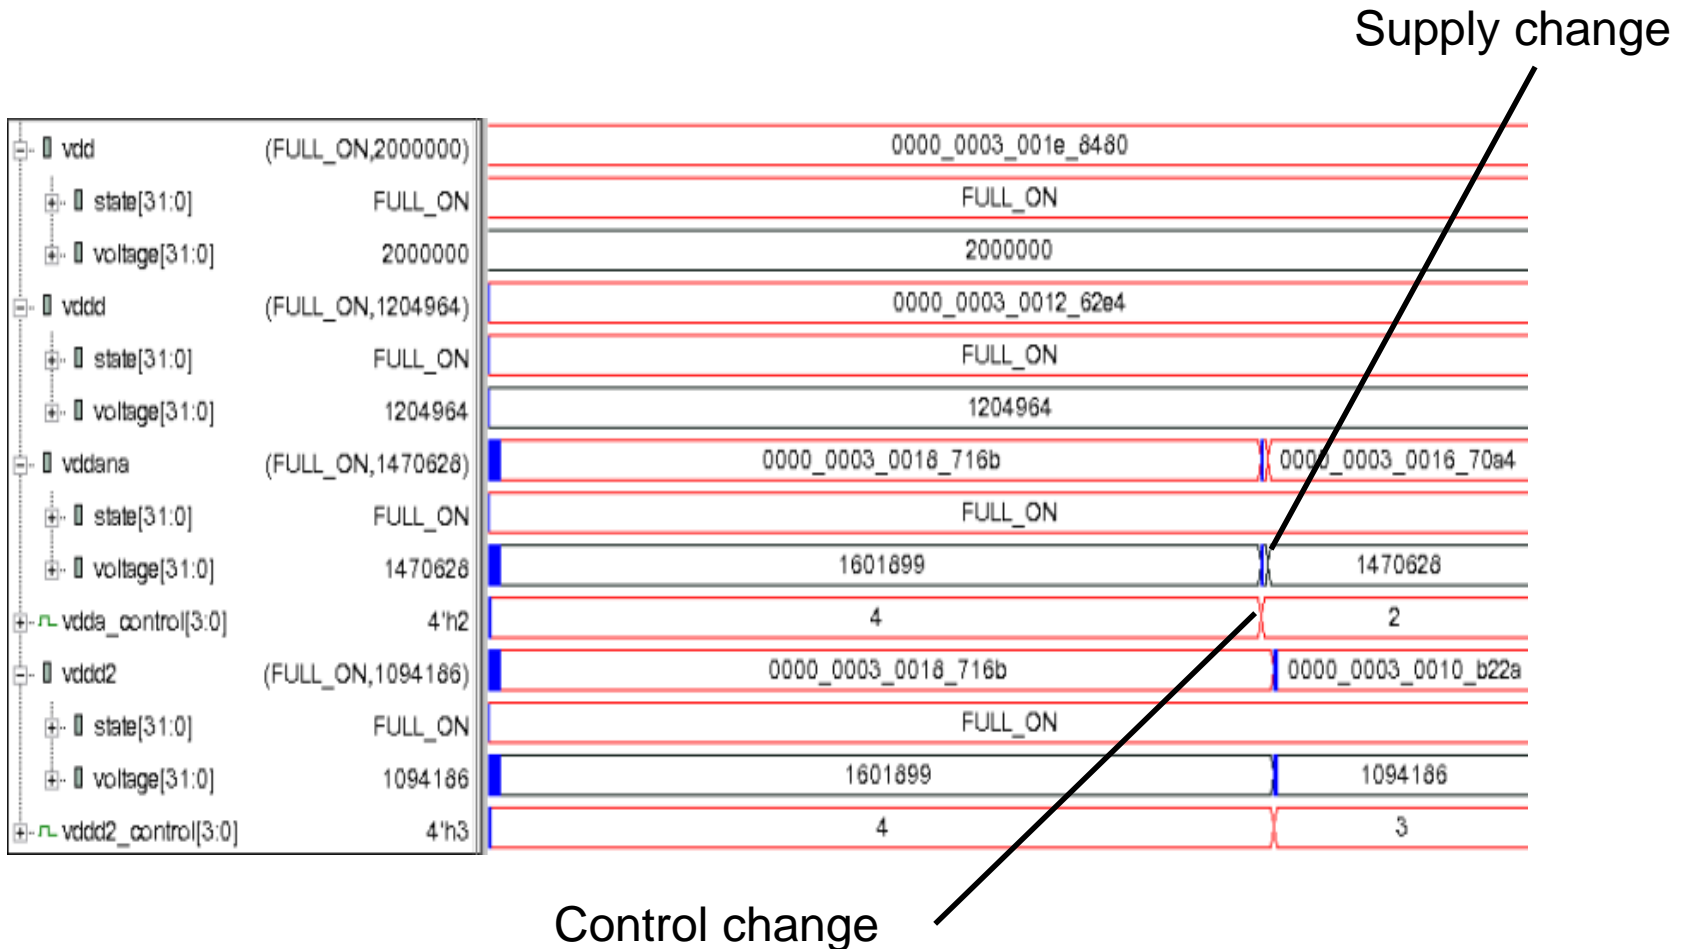 Supply change
vdd (FULL_ON,2000000) 0000_0003_001e_8480
state[31:0] FULL_ON FULL_ON
voltage[31:0] 2000000 2000000
vddd (FULL_ON,1204964) 0000_0003_0012_62e4
state[31:0] FULL_ON FULL_ON
voltage[31:0] 1204964 1204964
vddana (FULL_ON,1470628) 0000_0003_0018_716b 0000_0003_0016_70a4
state[31:0] FULL_ON FULL_ON
voltage[31:0] 1470628 1601899 1470628
vdda_control[3:0] 4'h2 4 2
vddd2 (FULL_ON,1094186) 0000_0003_0018_716b 0000_0003_0010_b22a
state[31:0] FULL_ON FULL_ON
voltage[31:0] 1094186 1601899 1094186
vddd2_control[3:0] 4'h3 4 3
Control change